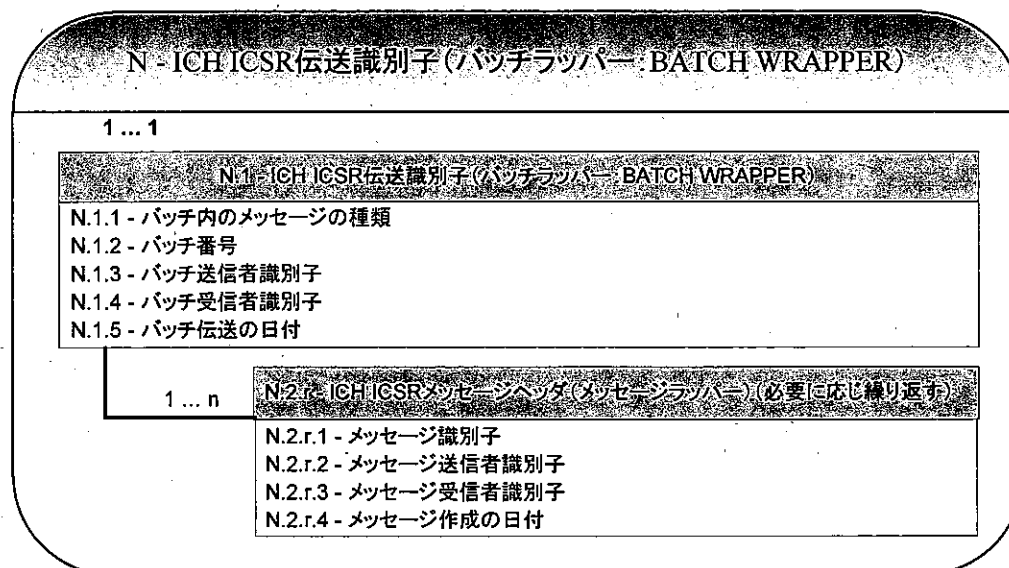 N - ICH ICSR伝送識別子(バッチラッパー:BATCH WRAPPER)
1 ... 1
N.1 - ICH ICSR伝送識別子(バッチラッパー:BATCH WRAPPER)
N.1.1 - バッチ内のメッセージの種類
N.1.2 - バッチ番号
N.1.3 - バッチ送信者識別子
N.1.4 - バッチ受信者識別子
N.1.5 - バッチ伝送の日付
1 ... n
N.2.r - ICH ICSRメッセージヘッダ(メッセージラッパー)(必要に応じ繰り返す)
N.2.r.1 - メッセージ識別子
N.2.r.2 - メッセージ送信者識別子
N.2.r.3 - メッセージ受信者識別子
N.2.r.4 - メッセージ作成の日付